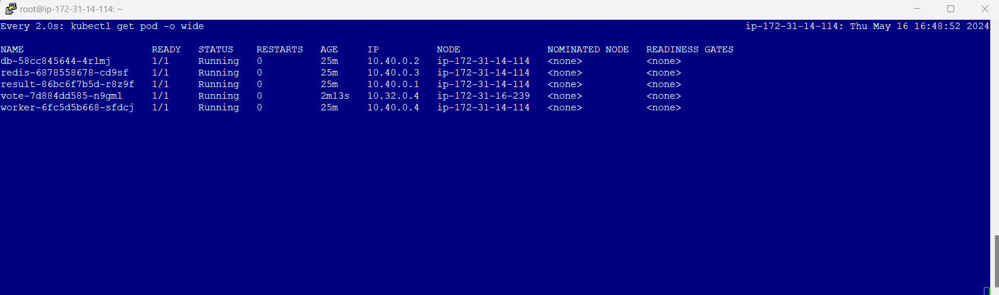 root@ip-172-31-14-114: ~
Every 2.0s: kubectl get pod -o wide ip-172-31-14-114: Thu May 16 16:48:52 2024
NAME READY STATUS RESTARTS AGE IP NODE NOMINATED NODE READINESS GATES
db-58cc845644-4rlmj 1/1 Running 0 25m 10.40.0.2 ip-172-31-14-114 <none> <none>
redis-6878558678-cd9sf 1/1 Running 0 25m 10.40.0.3 ip-172-31-14-114 <none> <none>
result-86bc6f7b5d-r8z9f 1/1 Running 0 25m 10.40.0.1 ip-172-31-14-114 <none> <none>
vote-7d884dd585-n9gml 1/1 Running 0 2m13s 10.32.0.4 ip-172-31-16-239 <none> <none>
worker-6fc5d5b668-sfdcj 1/1 Running 0 25m 10.40.0.4 ip-172-31-14-114 <none> <none>